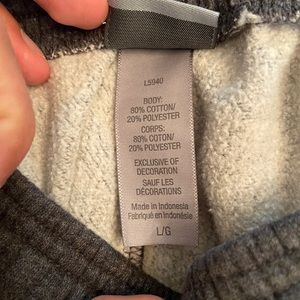 L5940
BODY:
80% COTTON/
20% POLYESTER
CORPS:
80% COTON/
20% POLYESTER
EXCLUSIVE OF
DECORATION
SAUF LES
DÉCORATIONS
Made in Indonesia
Fabriqué en Indonésie
L/G